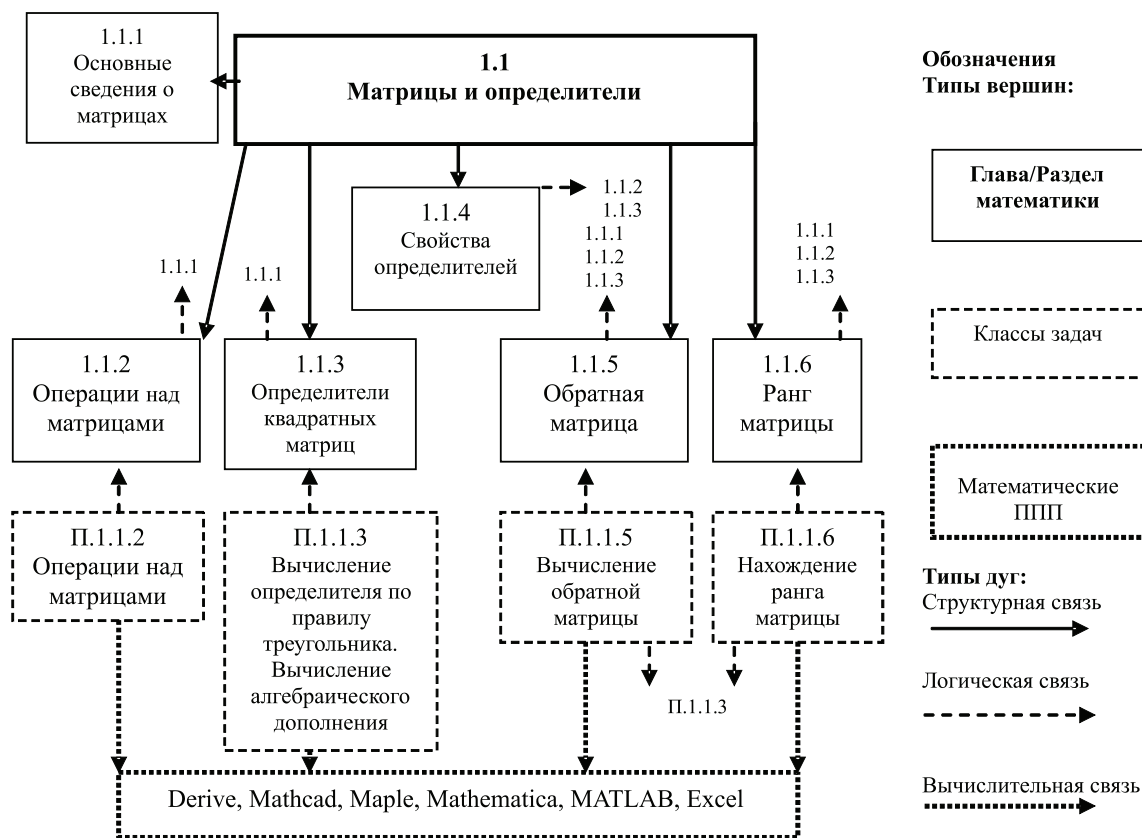 1.1.1
Основные
сведения о
матрицах
1.1
Матрицы и определители
1.1.4
Свойства
определителей
1.1.2
1.1.3
1.1.1
1.1.2
1.1.3
1.1.1
1.1.2
1.1.3
1.1.1
1.1.1
1.1.2
Операции над
матрицами
1.1.3
Определители
квадратных
матриц
1.1.5
Обратная
матрица
1.1.6
Ранг
матрицы
П.1.1.2
Операции над
матрицами
П.1.1.3
Вычисление
определителя по
правилу
треугольника.
Вычисление
алгебраического
дополнения
П.1.1.5
Вычисление
обратной
матрицы
П.1.1.6
Нахождение
ранга
матрицы
П.1.1.3
Derive, Mathcad, Maple, Mathematica, MATLAB, Excel
Обозначения
Типы вершин:
Глава/Раздел
математики
Классы задач
Математические
ППП
Типы дуг:
Структурная связь
Логическая связь
Вычислительная связь